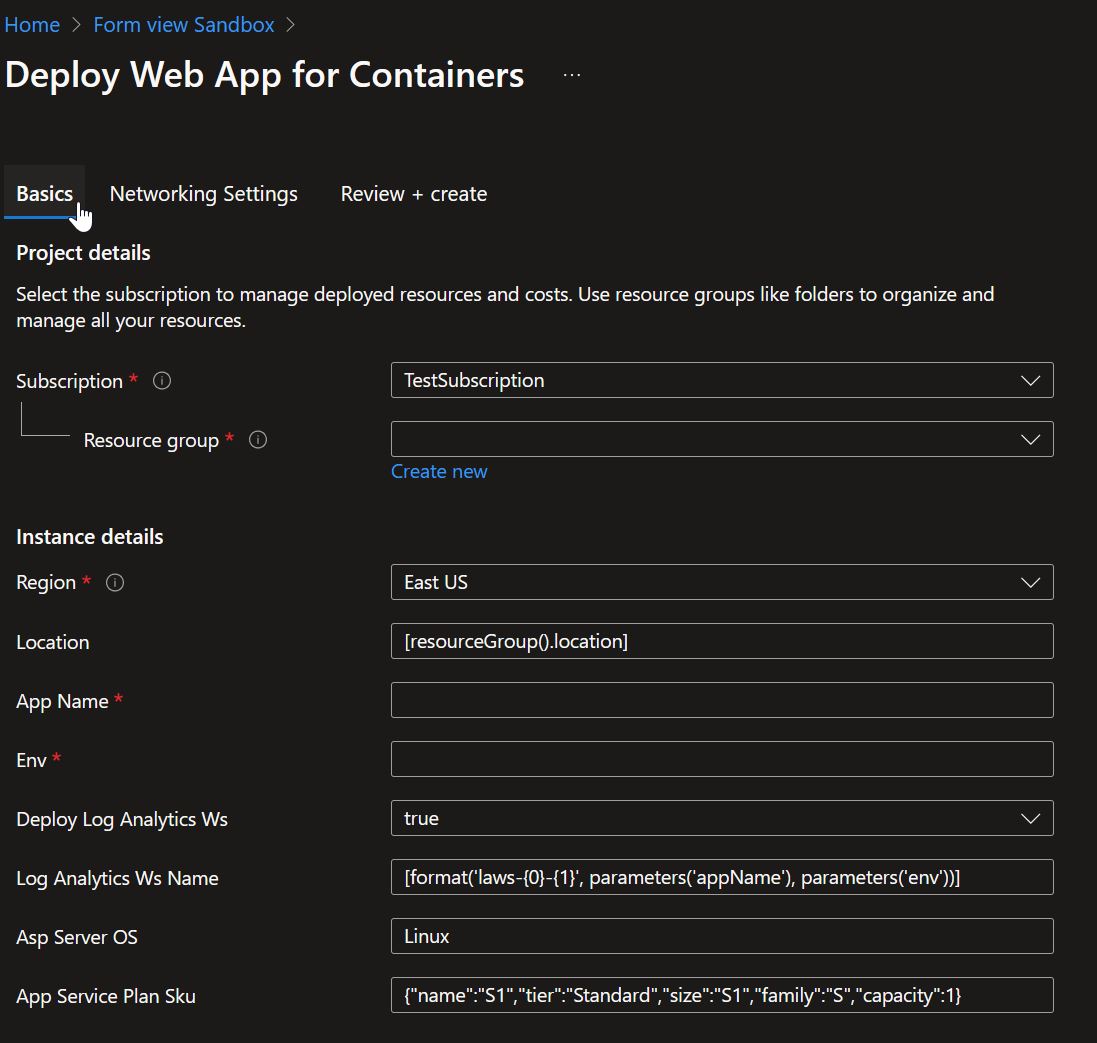 Home > Form view Sandbox >
Deploy Web App for Containers ...
Basics Networking Settings Review + create
Project details
Select the subscription to manage deployed resources and costs. Use resource groups like folders to organize and
manage all your resources.
Subscription * TestSubscription
Resource group *
Create new
Instance details
Region * East US
Location [resourceGroup().location]
App Name *
Env *
Deploy Log Analytics Ws true
Log Analytics Ws Name [format('laws-{0}-{1}', parameters('appName'), parameters('env'))]
Asp Server OS Linux
App Service Plan Sku {"name":"S1","tier":"Standard","size":"S1","family":"S","capacity":1}